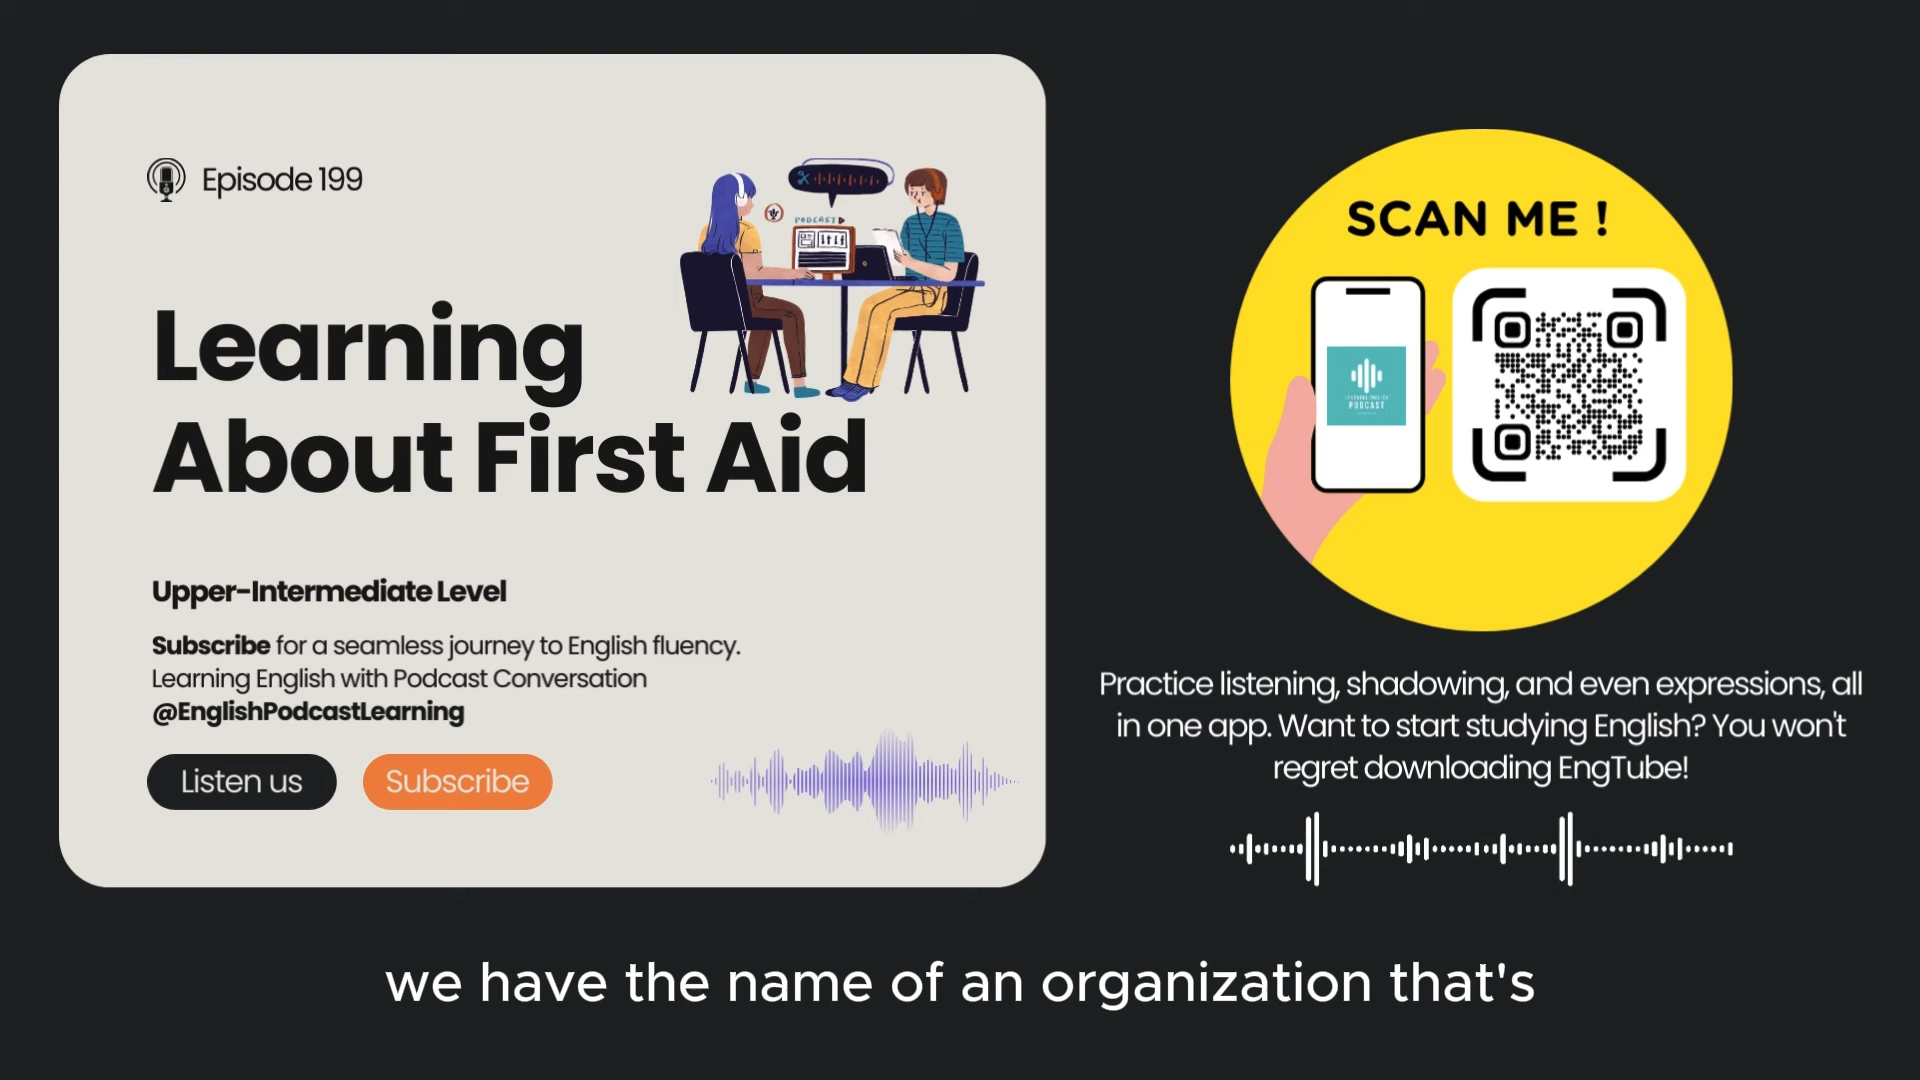 Episode 199
PODCAST
Learning
About First Aid
Upper-Intermediate Level
Subscribe for a seamless journey to English fluency.
Learning English with Podcast Conversation
@EnglishPodcastLearning
Listen us
Subscribe
SCAN ME !
PODCAST
Practice listening, shadowing, and even expressions, all
in one app. Want to start studying English? You won't
regret downloading EngTube!
we have the name of an organization that's